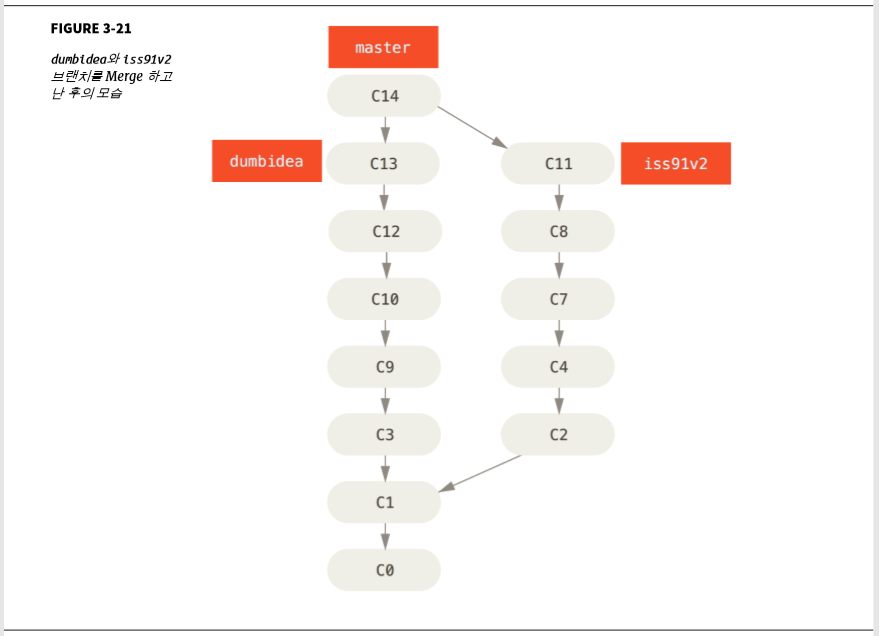 FIGURE 3-21
dumbidea와 iss91v2
브랜치를 Merge 하고
난 후의 모습
master
C14
dumbidea
C13
C11
iss91v2
C12
C8
C10
C7
C9
C4
C3
C2
C1
C0